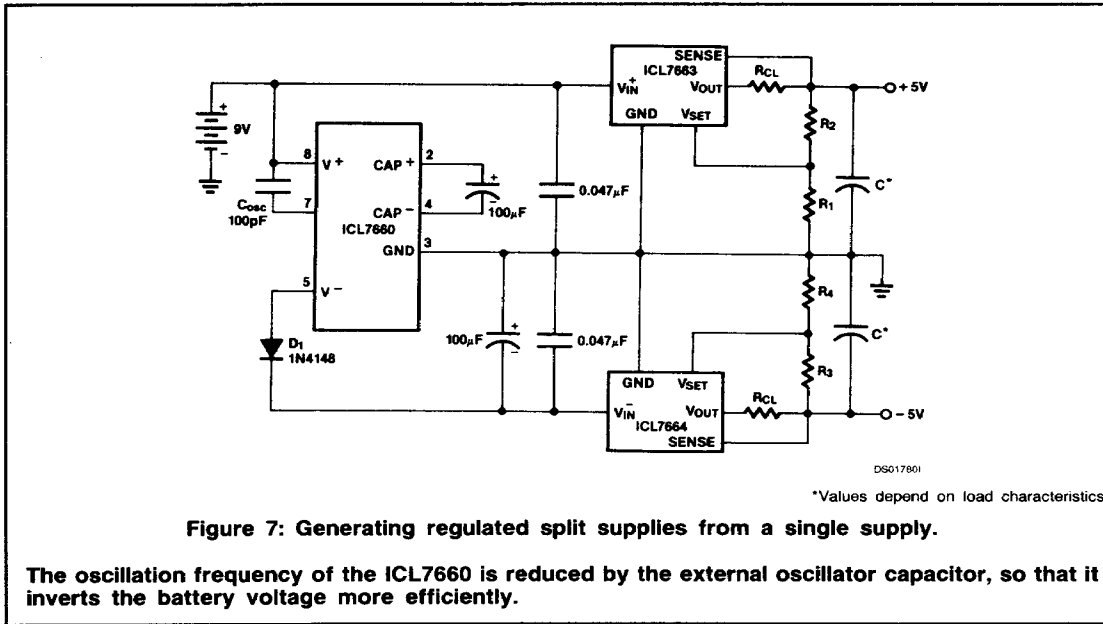 SENSE
ICL7663
V+IN
VOUT
RCL
+5V
GND
VSET
R2
+
9V
-
8
V+
CAP+
2
+
COSC
100pF
7
CAP-
4
-
100µF
0.047µF
R1
C*
ICL7660
GND
3
5
V-
R4
D1
1N4148
100µF
+
-
0.047µF
C*
R3
GND
VSET
RCL
V-IN
VOUT
-5V
ICL7664
SENSE
DS01780I
*Values depend on load characteristics
Figure 7: Generating regulated split supplies from a single supply.
The oscillation frequency of the ICL7660 is reduced by the external oscillator capacitor, so that it
inverts the battery voltage more efficiently.